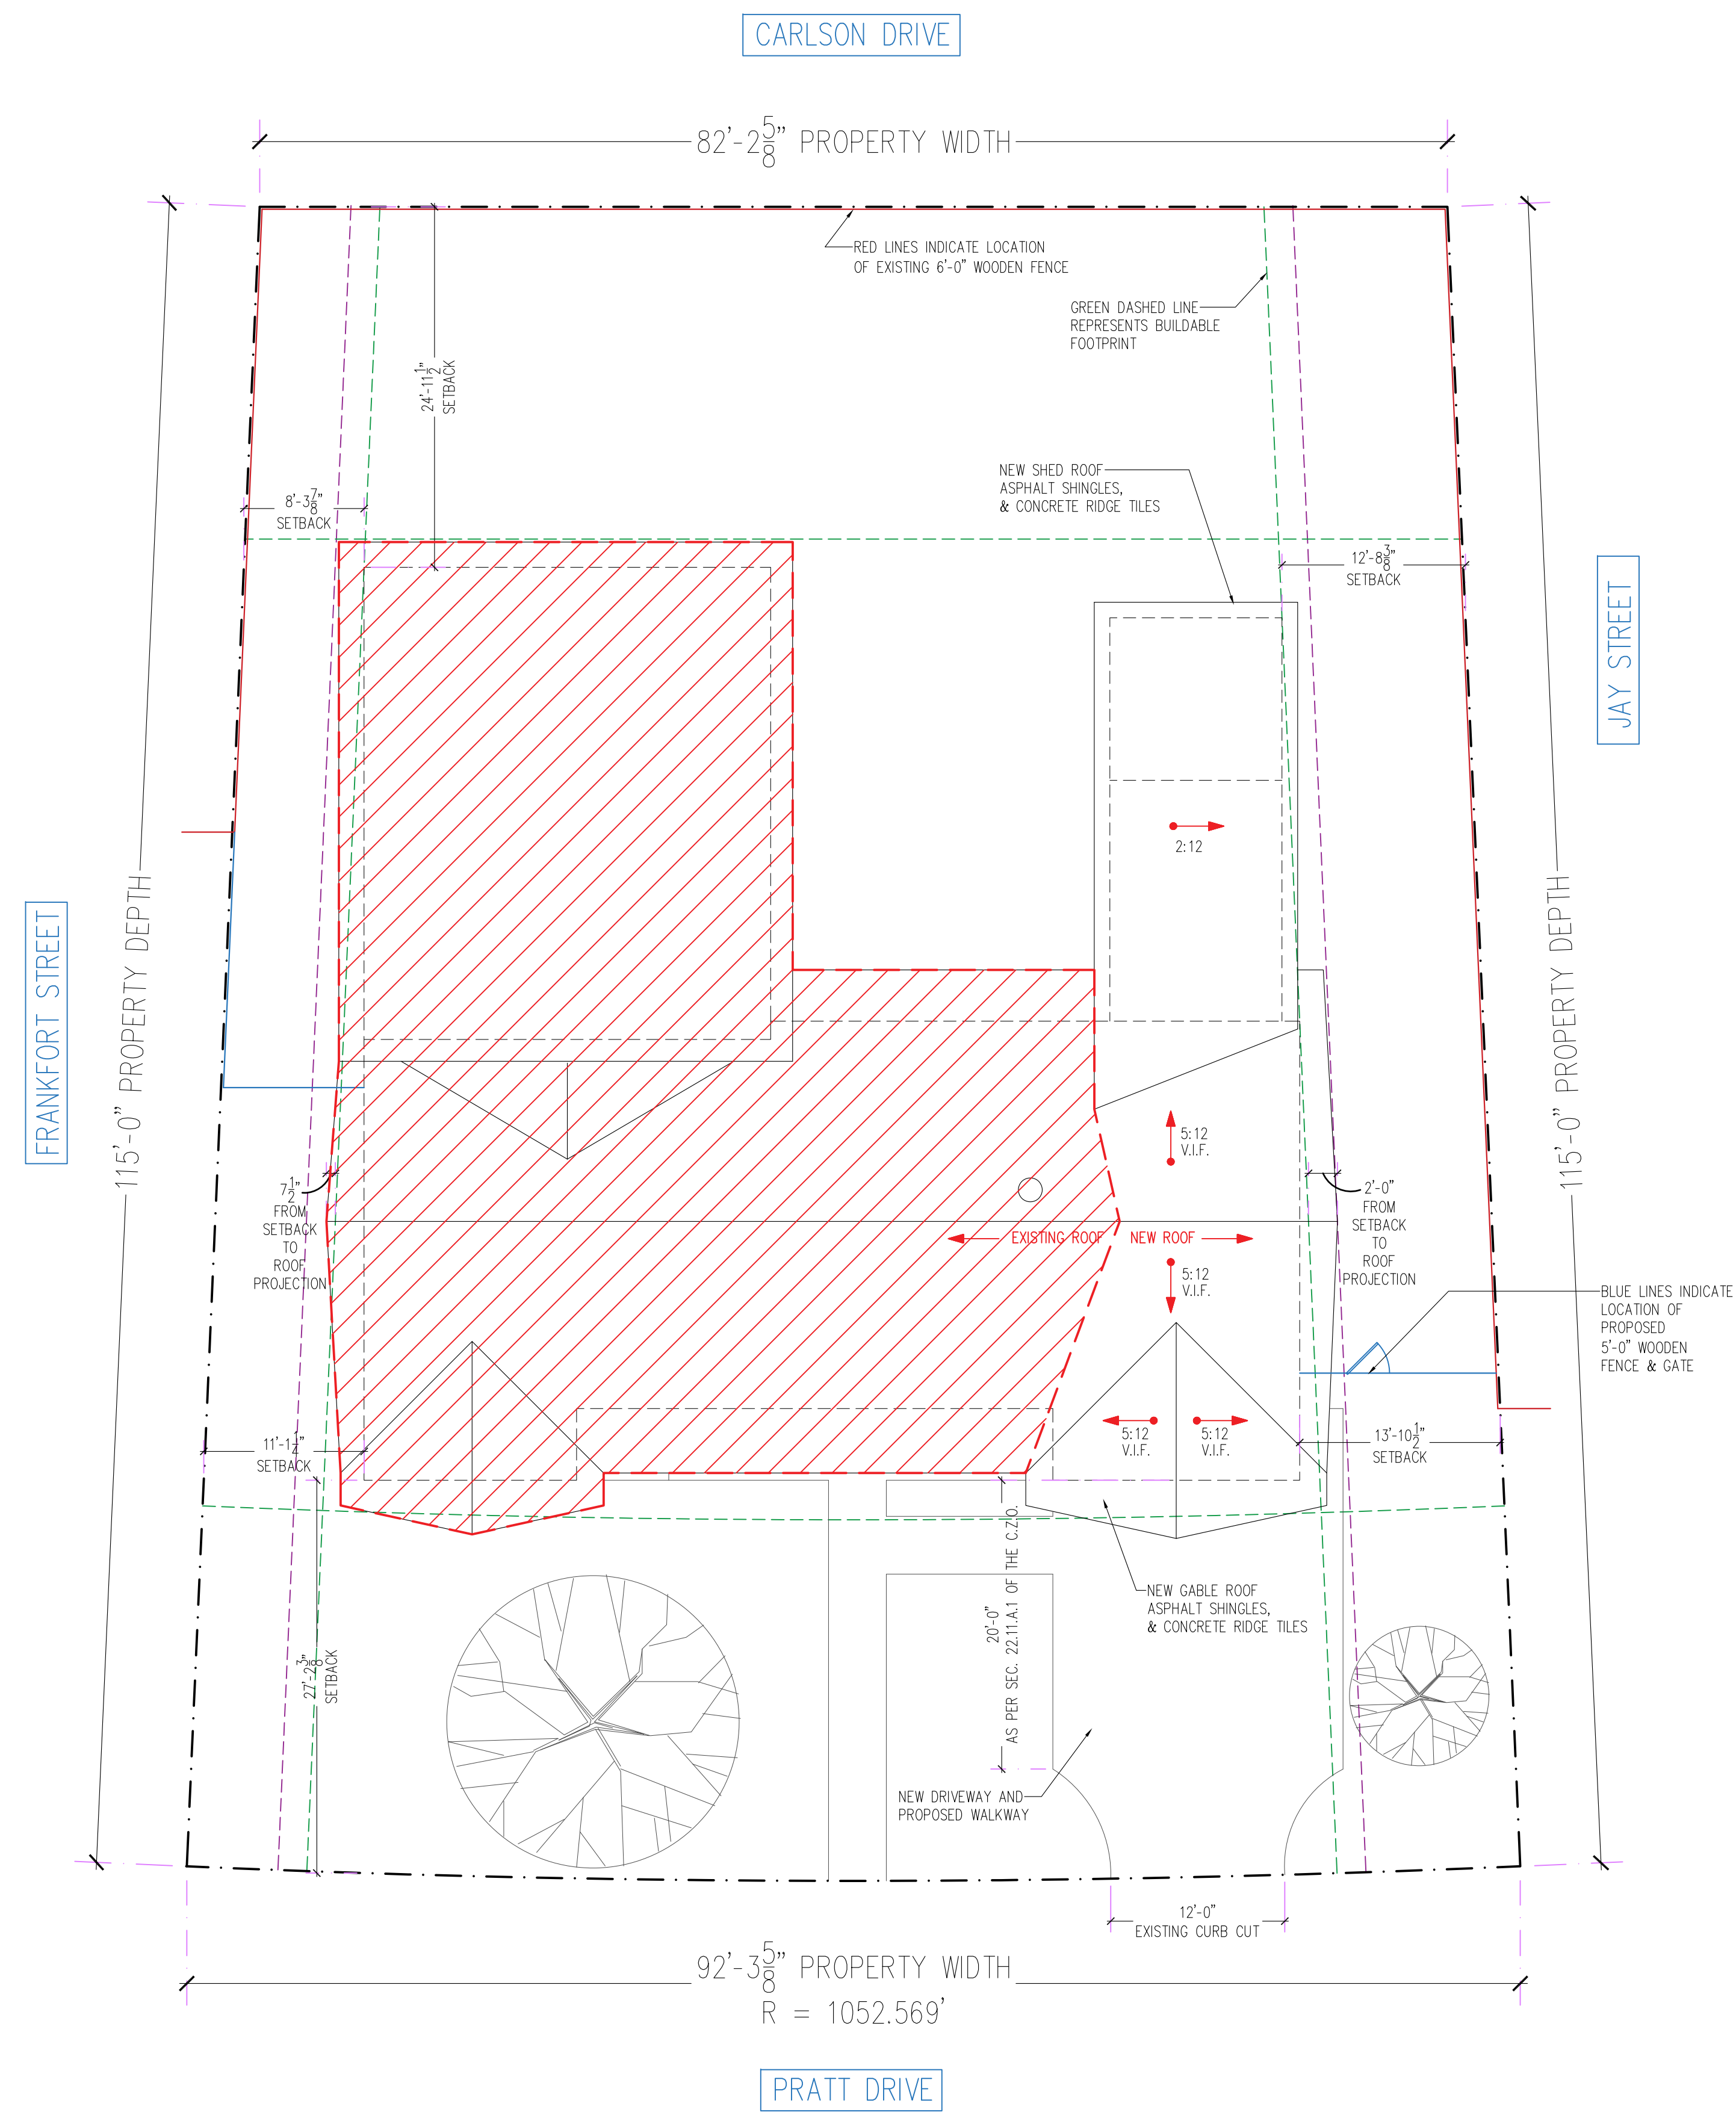 CARLSON DRIVE
82'-2 5/8" PROPERTY WIDTH
RED LINES INDICATE LOCATION
OF EXISTING 6'-0" WOODEN FENCE
GREEN DASHED LINE
REPRESENTS BUILDABLE
FOOTPRINT
24'-11 1/2"
SETBACK
NEW SHED ROOF
ASPHALT SHINGLES,
& CONCRETE RIDGE TILES
8'-3 7/8"
SETBACK
12'-8 3/8"
SETBACK
JAY STREET
2:12
FRANKFORT STREET
115'-0" PROPERTY DEPTH
115'-0" PROPERTY DEPTH
5:12
V.I.F.
7 1/2"
FROM
SETBACK
TO
ROOF
PROJECTION
2'-0"
FROM
SETBACK
TO
ROOF
PROJECTION
EXISTING ROOF
NEW ROOF
5:12
V.I.F.
BLUE LINES INDICATE
LOCATION OF
PROPOSED
5'-0" WOODEN
FENCE & GATE
11'-1 1/2"
SETBACK
5:12
V.I.F.
5:12
V.I.F.
13'-10 1/2"
SETBACK
20'-0"
AS PER SEC. 22.11.A.1 OF THE C.Z.O.
NEW GABLE ROOF
ASPHALT SHINGLES,
& CONCRETE RIDGE TILES
27'-2 3/8"
SETBACK
NEW DRIVEWAY AND
PROPOSED WALKWAY
12'-0"
EXISTING CURB CUT
92'-3 5/8" PROPERTY WIDTH
R = 1052.569'
PRATT DRIVE